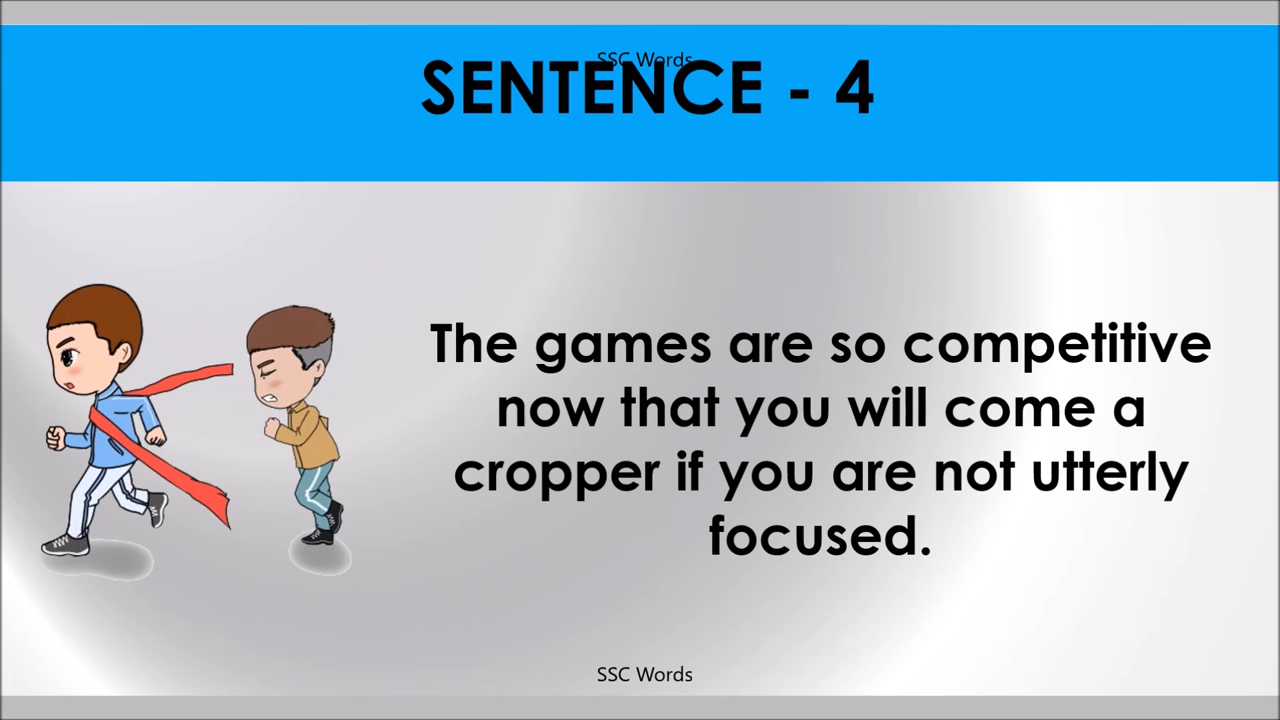 SSC Words
SENTENCE - 4
The games are so competitive
now that you will come a
cropper if you are not utterly
focused.
SSC Words